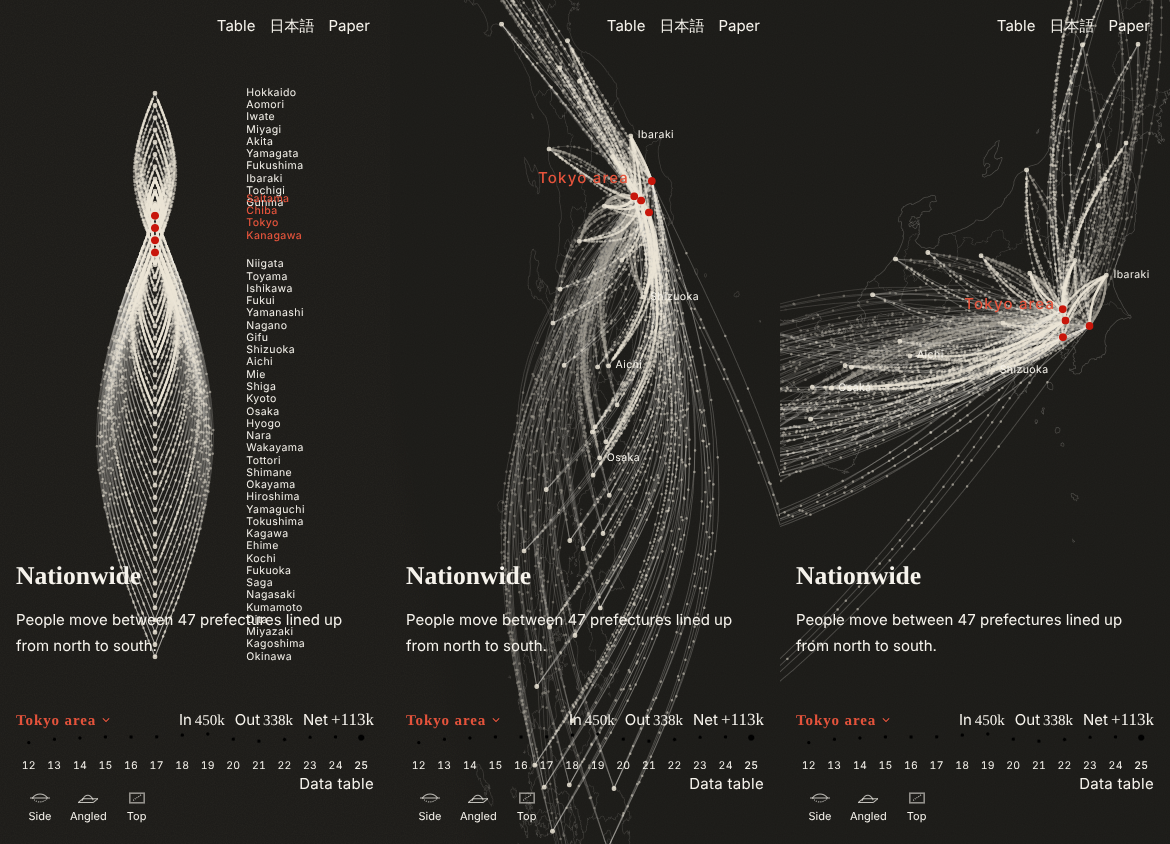 Table 日本語 Paper
Hokkaido
Aomori
Iwate
Miyagi
Akita
Yamagata
Fukushima
Ibaraki
Tochigi
Gunma
Saitama
Chiba
Tokyo
Kanagawa
Niigata
Toyama
Ishikawa
Fukui
Yamanashi
Nagano
Gifu
Shizuoka
Aichi
Mie
Shiga
Kyoto
Osaka
Hyogo
Nara
Wakayama
Tottori
Shimane
Okayama
Hiroshima
Yamaguchi
Tokushima
Kagawa
Ehime
Kochi
Fukuoka
Saga
Nagasaki
Kumamoto
Oita
Miyazaki
Kagoshima
Okinawa
Nationwide
People move between 47 prefectures lined up
from north to south.
Tokyo area In 450k Out 338k Net +113k
12 13 14 15 16 17 18 19 20 21 22 23 24 25
Data table
Side Angled Top
Table 日本語 Paper
Ibaraki
Tokyo area
Shizuoka
Aichi
Osaka
Nationwide
People move between 47 prefectures lined up
from north to south.
Tokyo area In 450k Out 338k Net +113k
12 13 14 15 16 17 18 19 20 21 22 23 24 25
Data table
Side Angled Top
Table 日本語 Paper
Ibaraki
Tokyo area
Aichi
Shizuoka
Osaka
Nationwide
People move between 47 prefectures lined up
from north to south.
Tokyo area In 450k Out 338k Net +113k
12 13 14 15 16 17 18 19 20 21 22 23 24 25
Data table
Side Angled Top